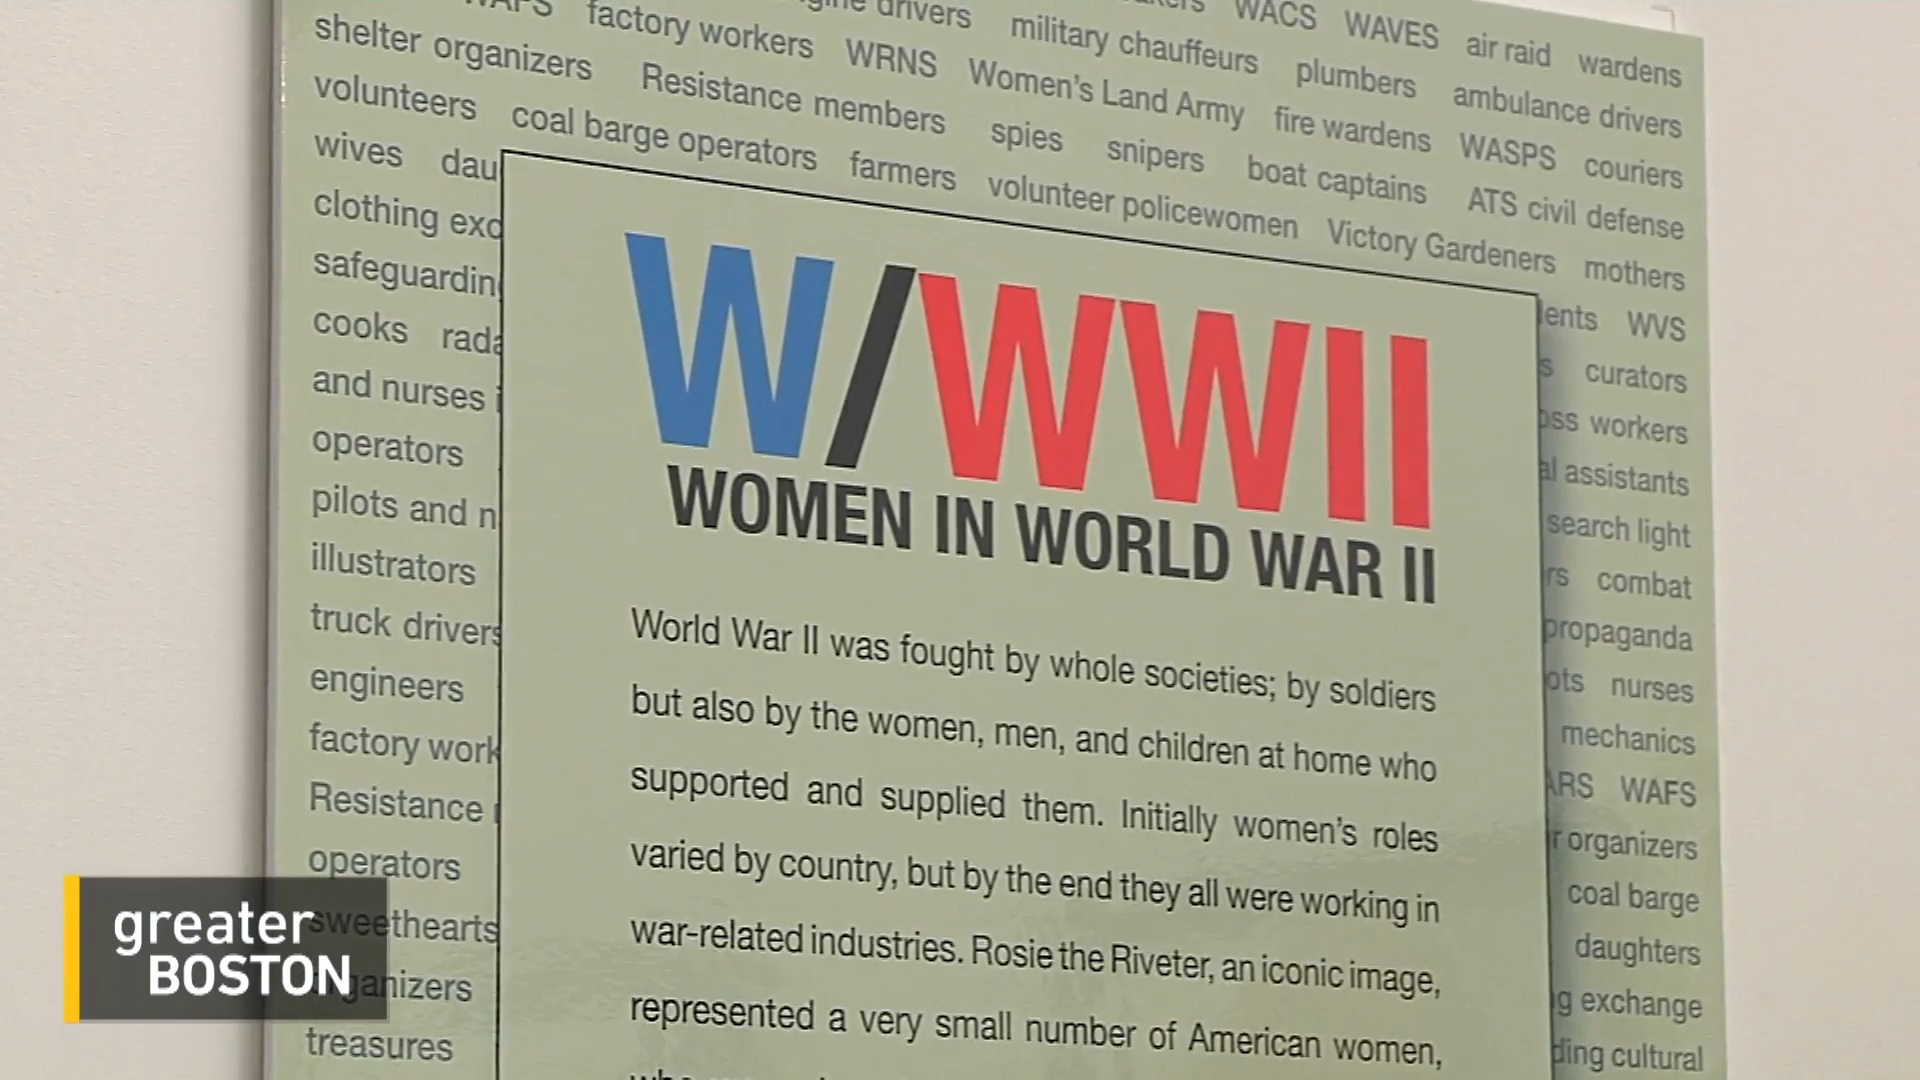 WAPS factory workers drivers military chauffeurs WACS WAVES air raid wardens
shelter organizers Resistance members WRNS Women's Land Army plumbers ambulance drivers
volunteers coal barge operators spies snipers fire wardens WASPS couriers
wives farmers volunteer policewomen boat captains ATS civil defense
clothing Victory Gardeners mothers
WVS
cooks curators
and nurses workers
operators assistants
pilots and search light
illustrators combat
truck propaganda
engineers nurses
factory mechanics
Resistance WAFS
operators organizers
sweethearts coal barge
organizers daughters
treasures exchange
cultural
W/WWII
WOMEN IN WORLD WAR II
World War II was fought by whole societies; by soldiers
but also by the women, men, and children at home who
supported and supplied them. Initially women's roles
varied by country, but by the end they all were working in
war-related industries. Rosie the Riveter, an iconic image,
represented a very small number of American women,
greater
BOSTON